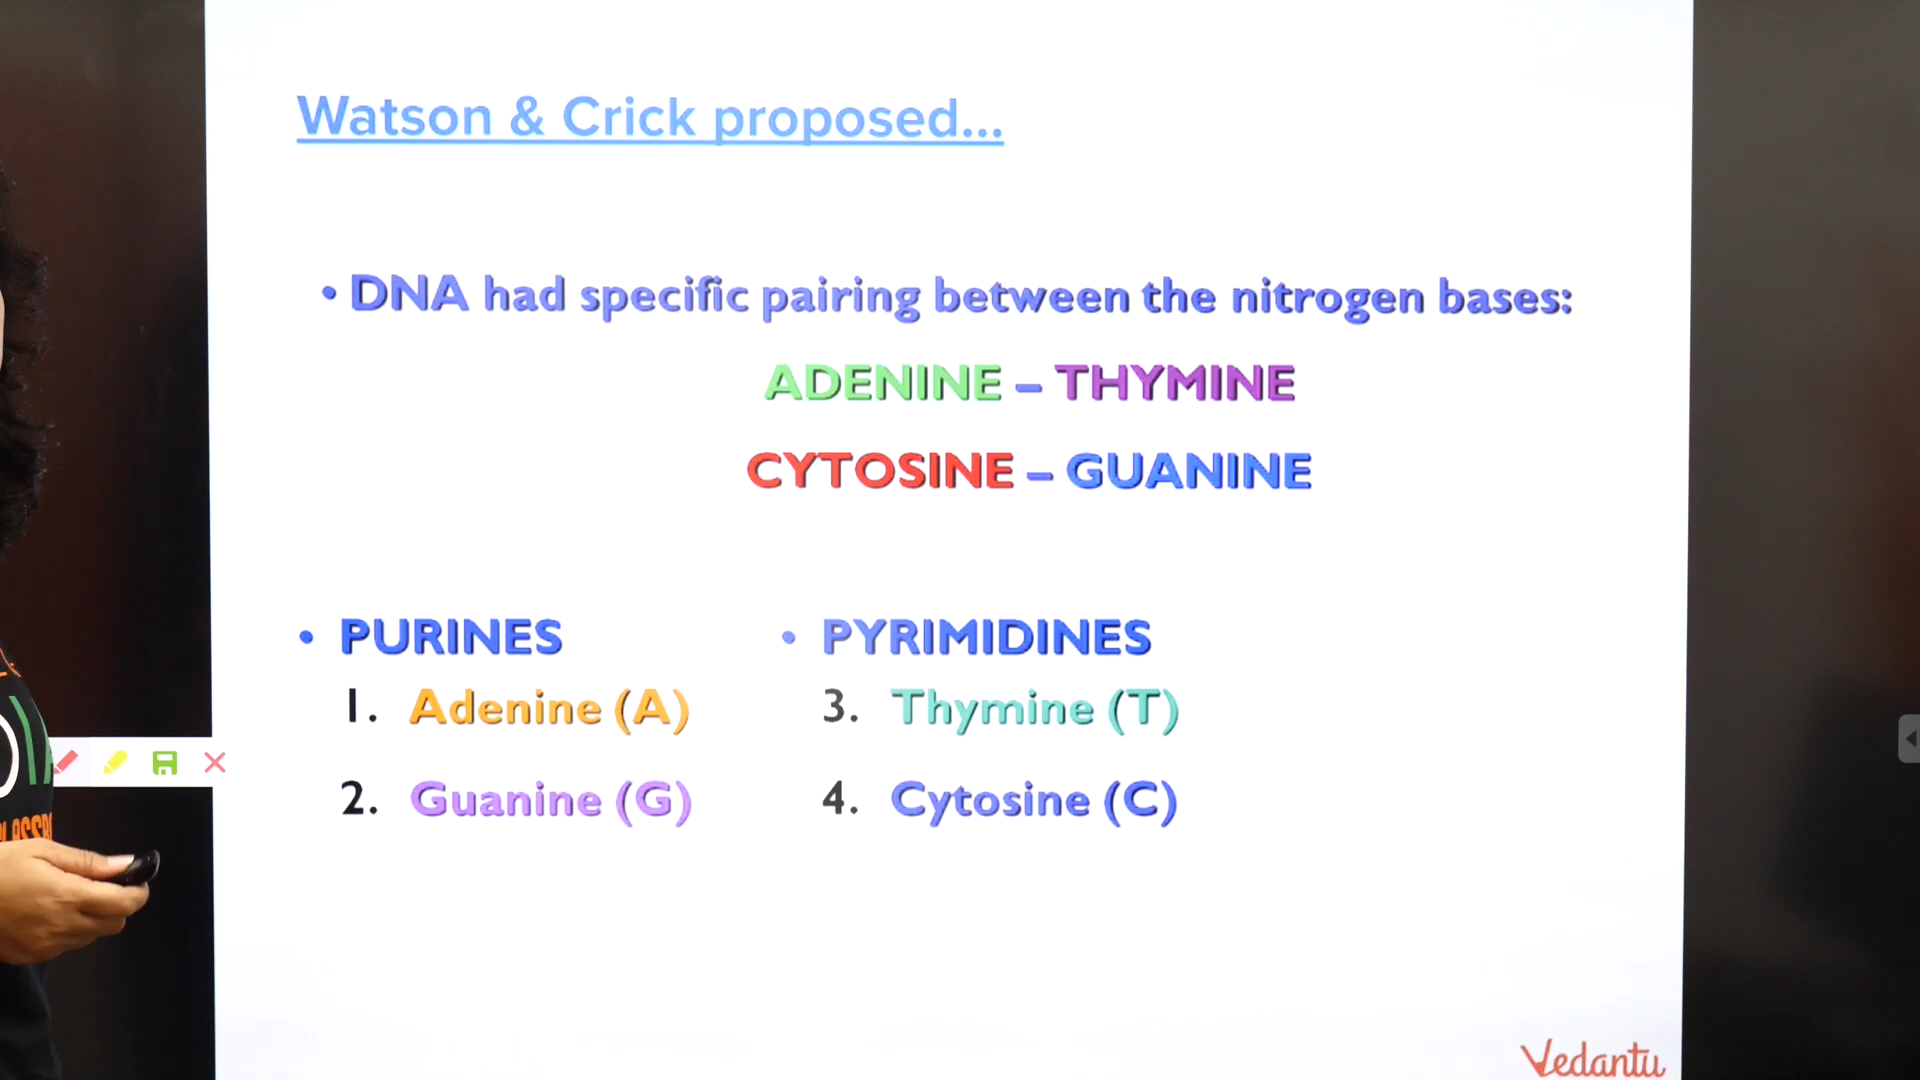 Watson & Crick proposed...
• DNA had specific pairing between the nitrogen bases:
ADENINE – THYMINE
CYTOSINE – GUANINE
• PURINES
1. Adenine (A)
2. Guanine (G)
• PYRIMIDINES
3. Thymine (T)
4. Cytosine (C)
Vedantu